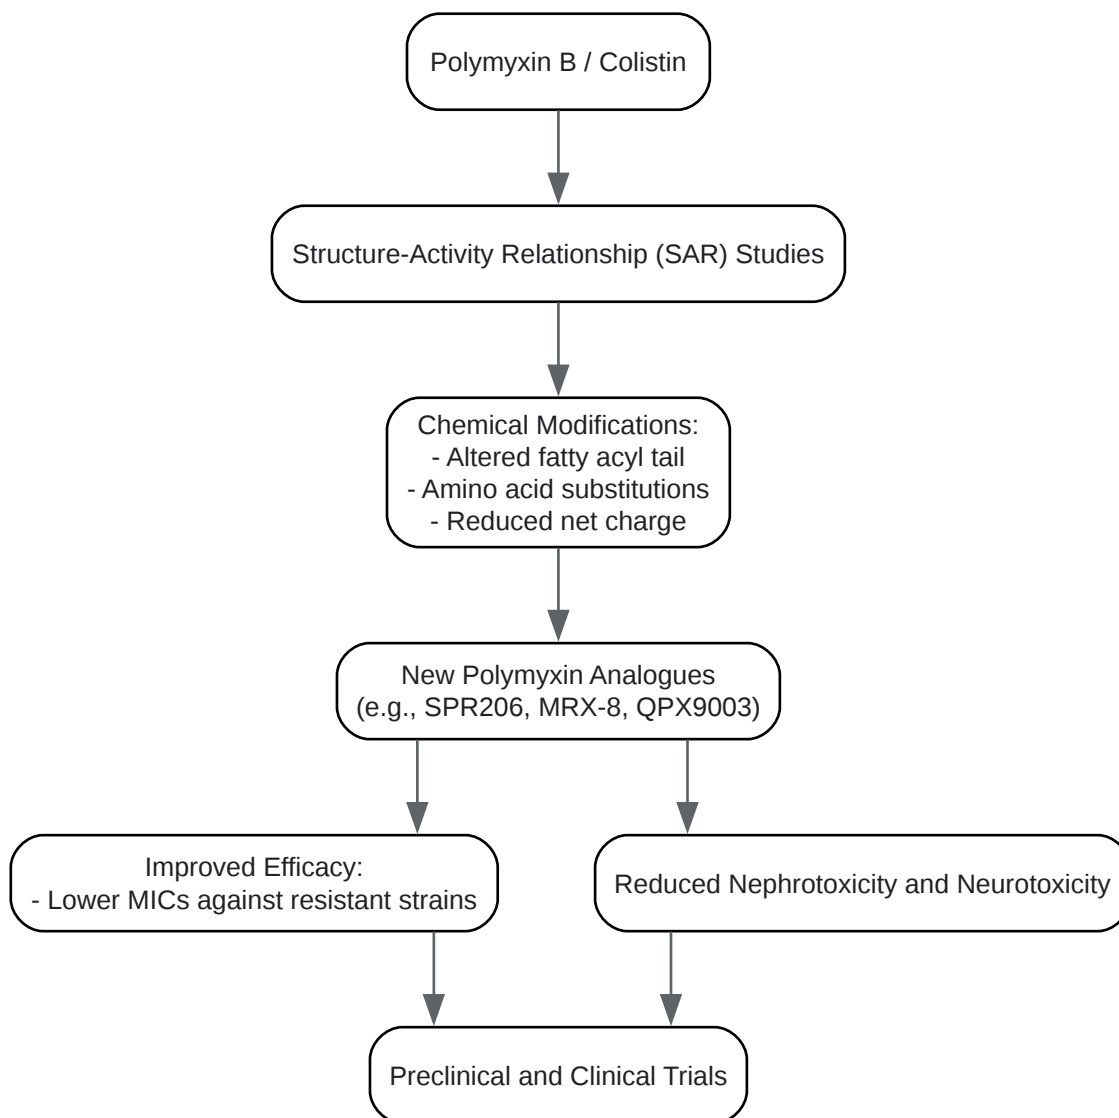 Polymyxin B / Colistin
Structure-Activity Relationship (SAR) Studies
Chemical Modifications:
- Altered fatty acyl tail
- Amino acid substitutions
- Reduced net charge
New Polymyxin Analogues
(e.g., SPR206, MRX-8, QPX9003)
Improved Efficacy:
- Lower MICs against resistant strains
Reduced Nephrotoxicity and Neurotoxicity
Preclinical and Clinical Trials